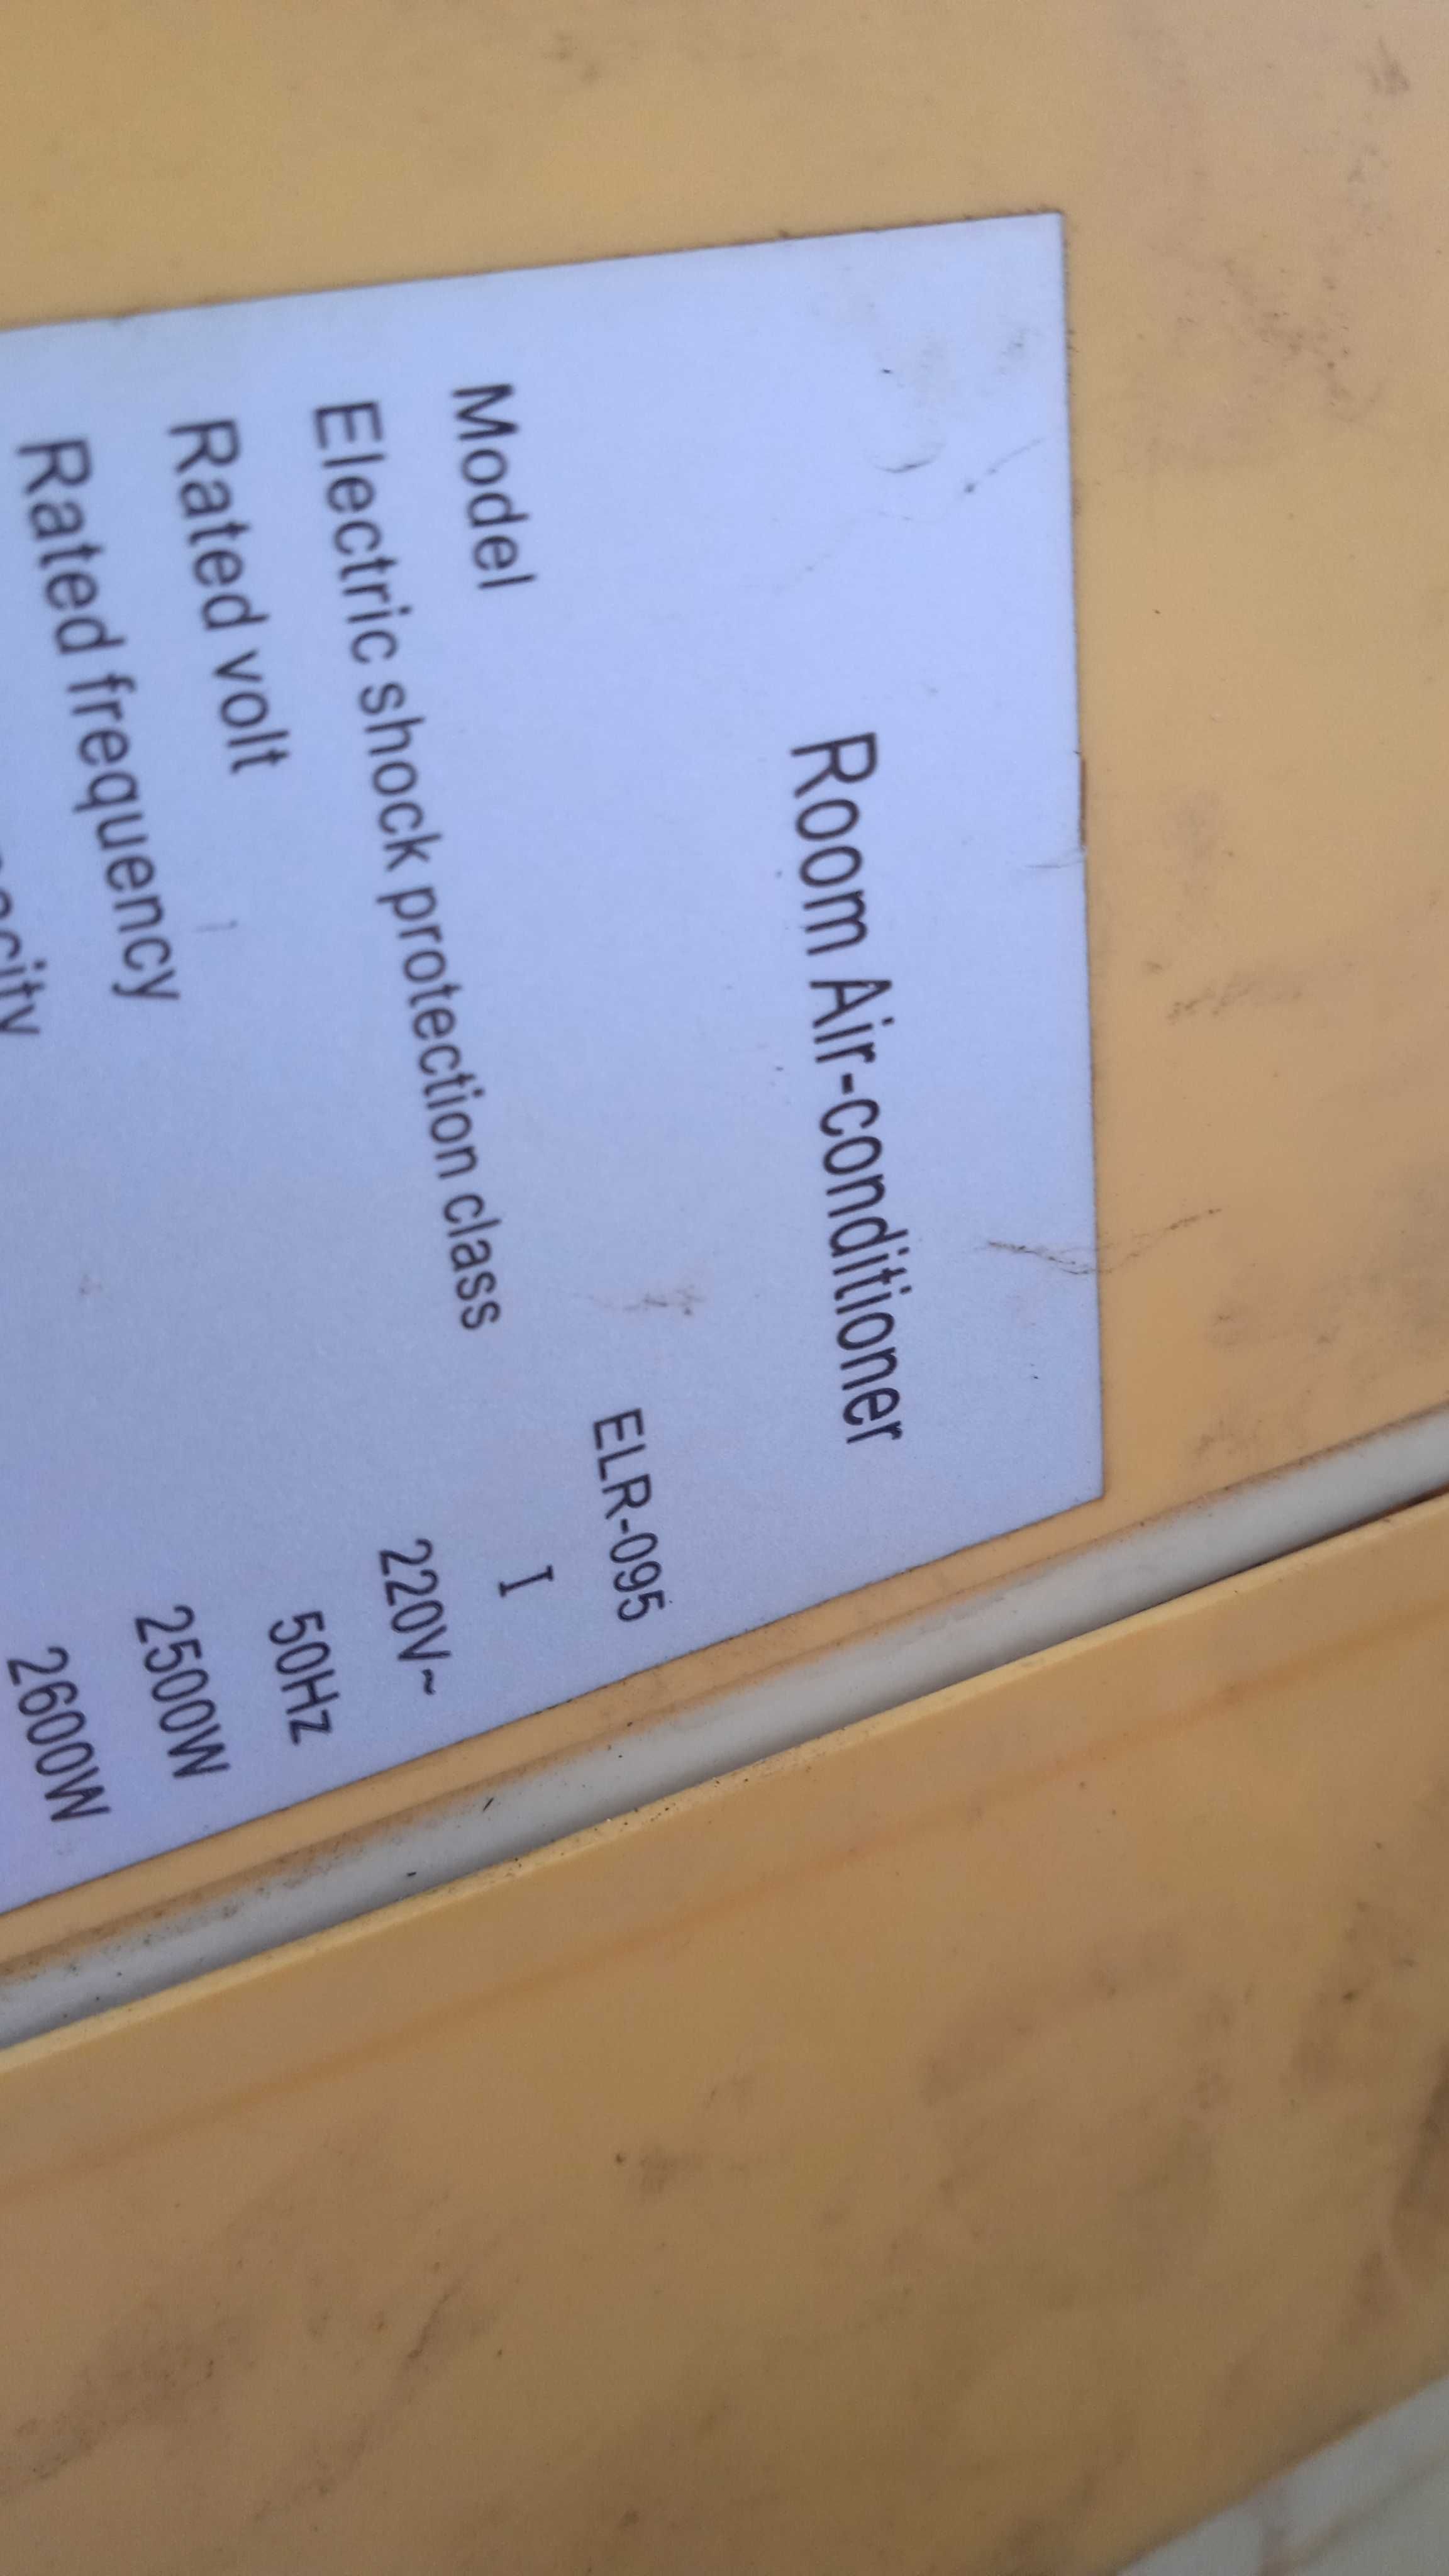 Room Air-conditioner
Model ELR-095
Electric shock protection class I
Rated volt 220V~
Rated frequency 50Hz
2500W
2600W